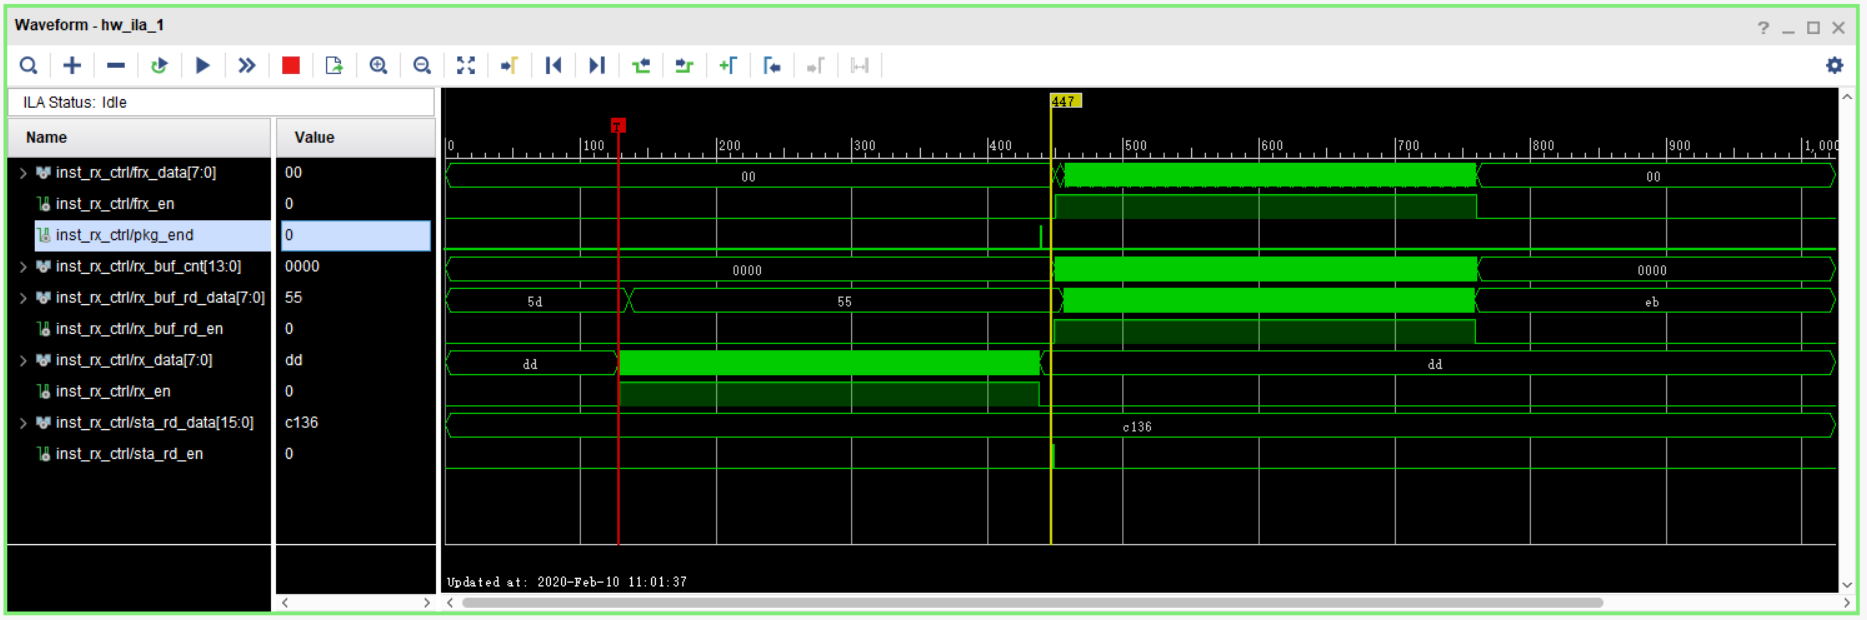 Waveform - hw_ila_1
ILA Status: Idle
Name Value
447
T
0 100 200 300 400 500 600 700 800 900 1,000
inst_rx_ctrl/frx_data[7:0] 00 00 00
inst_rx_ctrl/frx_en 0
inst_rx_ctrl/pkg_end 0
inst_rx_ctrl/rx_buf_cnt[13:0] 0000 0000 0000
inst_rx_ctrl/rx_buf_rd_data[7:0] 55 5d 55 eb
inst_rx_ctrl/rx_buf_rd_en 0
inst_rx_ctrl/rx_data[7:0] dd dd dd
inst_rx_ctrl/rx_en 0
inst_rx_ctrl/sta_rd_data[15:0] c136 c136
inst_rx_ctrl/sta_rd_en 0
Updated at: 2020-Feb-10 11:01:37